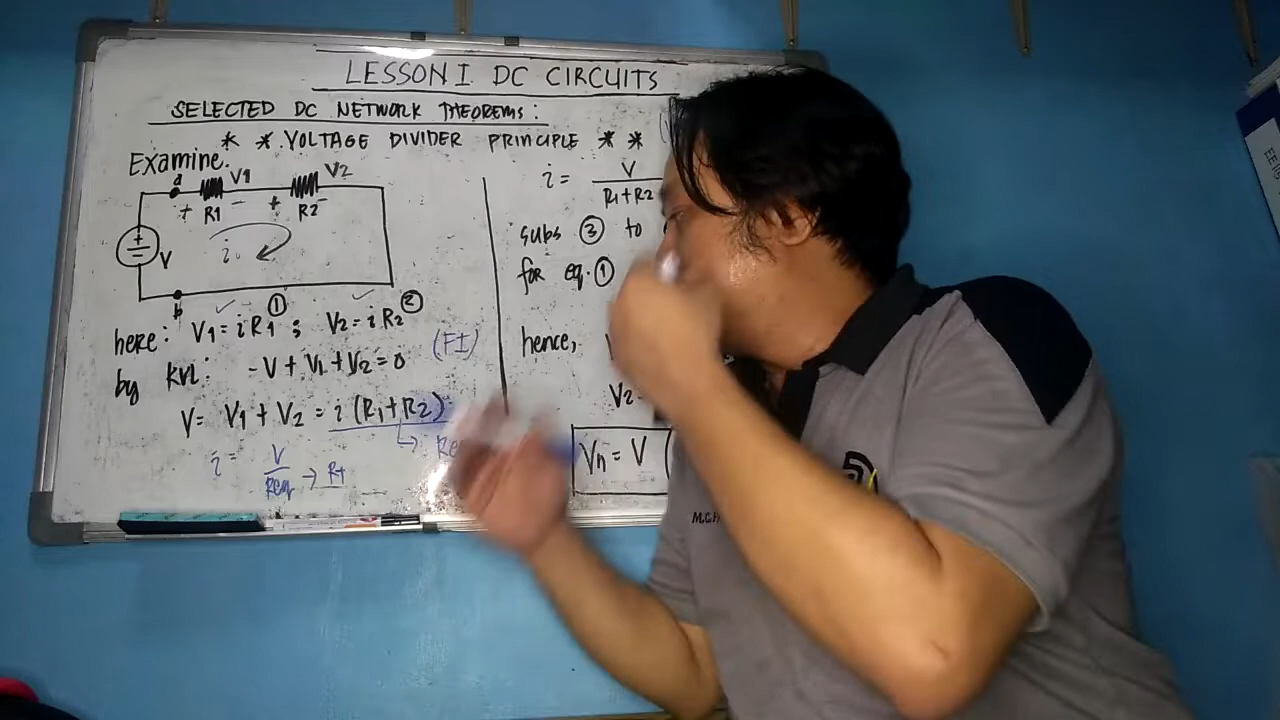 LESSON I DC CIRCUITS
SELECTED DC NETWORK THEOREMS:
* * VOLTAGE DIVIDER PRINCIPLE * *
Examine.
a
V1
V2
+ R1 -
+ R2 -
+
V
i
b
here: V1 = iR1 ① ; V2 = iR2 ②
by KVL: -V + V1 + V2 = 0
V = V1 + V2 = i (R1+R2)
i = V / Req → Rt
i = V / R1+R2
subs ③ to
for eq. ①
hence,
V2=
Vn = V (
M.G.